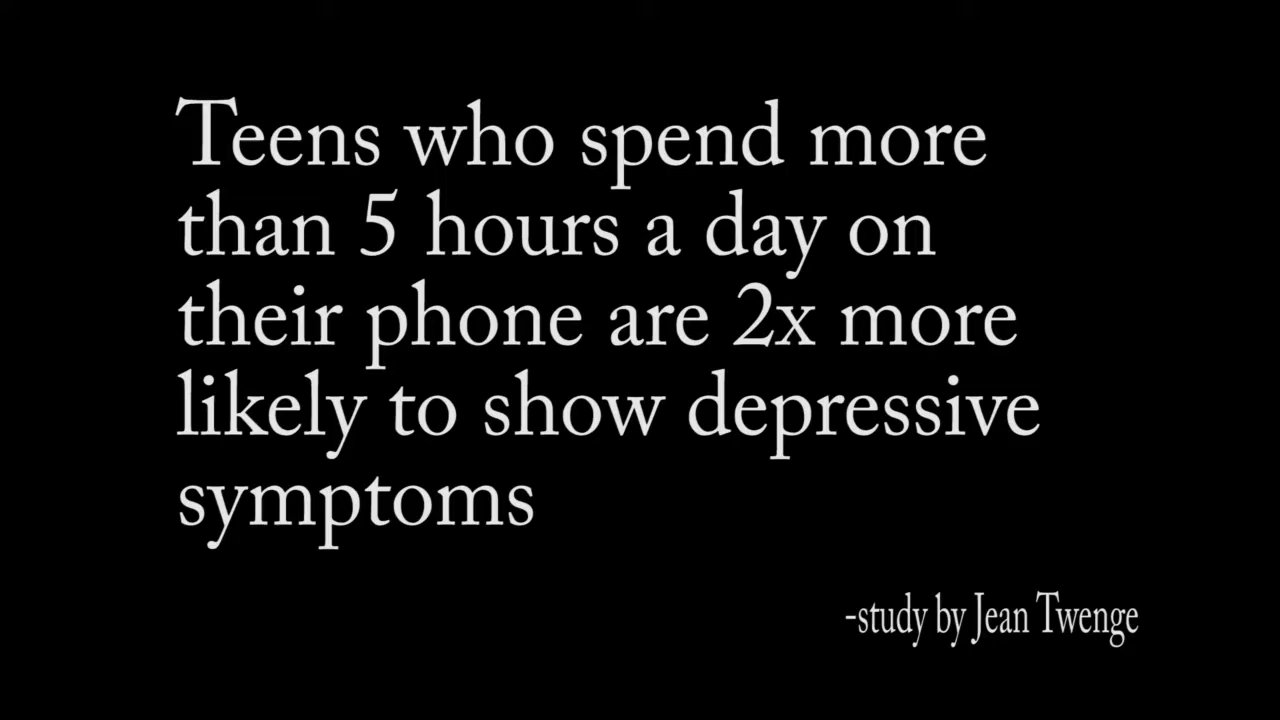 Teens who spend more
than 5 hours a day on
their phone are 2x more
likely to show depressive
symptoms
-study by Jean Twenge